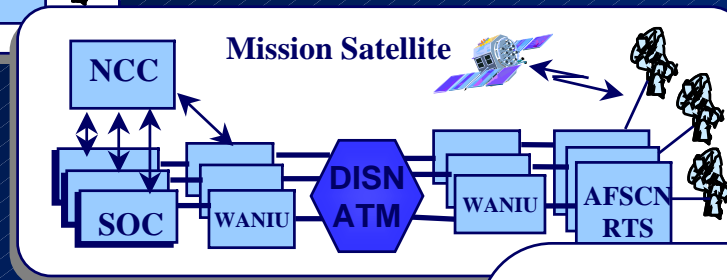 Mission Satellite
NCC
DISN
ATM
SOC
WANIU
WANIU
AFSCN
RTS